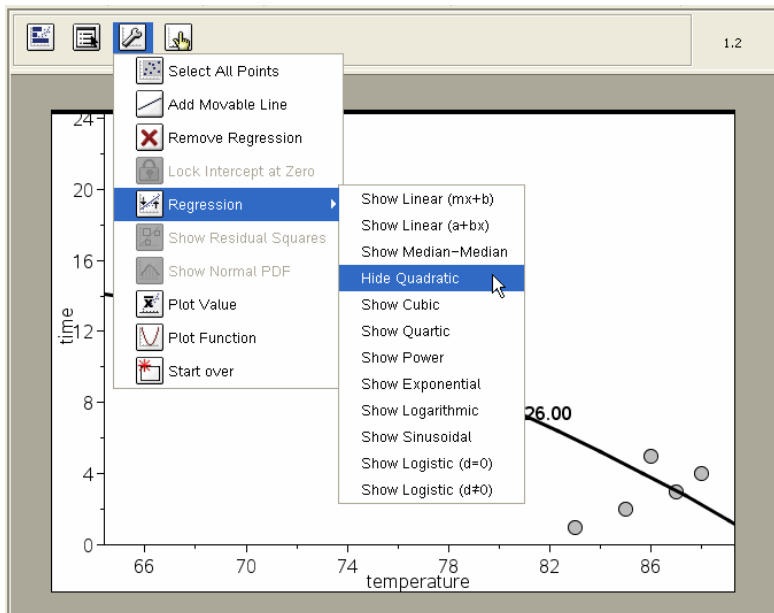 1.2
Select All Points
Add Movable Line
Remove Regression
Lock Intercept at Zero
Regression
Show Residual Squares
Show Normal PDF
Plot Value
Plot Function
Start over
Show Linear (mx+b)
Show Linear (a+bx)
Show Median-Median
Hide Quadratic
Show Cubic
Show Quartic
Show Power
Show Exponential
Show Logarithmic
Show Sinusoidal
Show Logistic (d=0)
Show Logistic (d≠0)
24
20
16
12
8
4
0
time
26.00
66 70 74 78 82 86
temperature